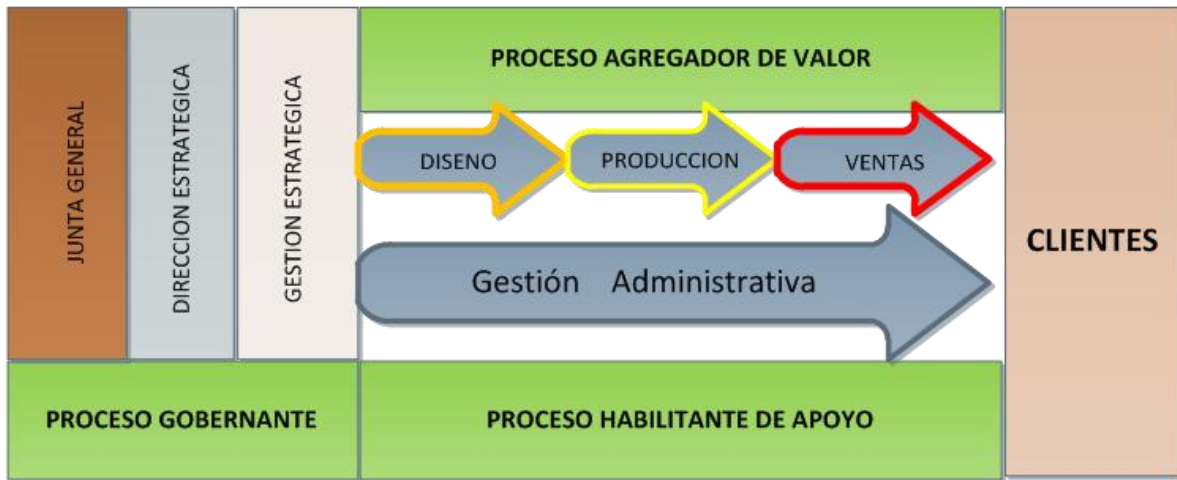 JUNTA GENERAL
DIRECCION ESTRATEGICA
GESTION ESTRATEGICA
PROCESO AGREGADOR DE VALOR
DISENO
PRODUCCION
VENTAS
Gestión Administrativa
CLIENTES
PROCESO GOBERNANTE
PROCESO HABILITANTE DE APOYO